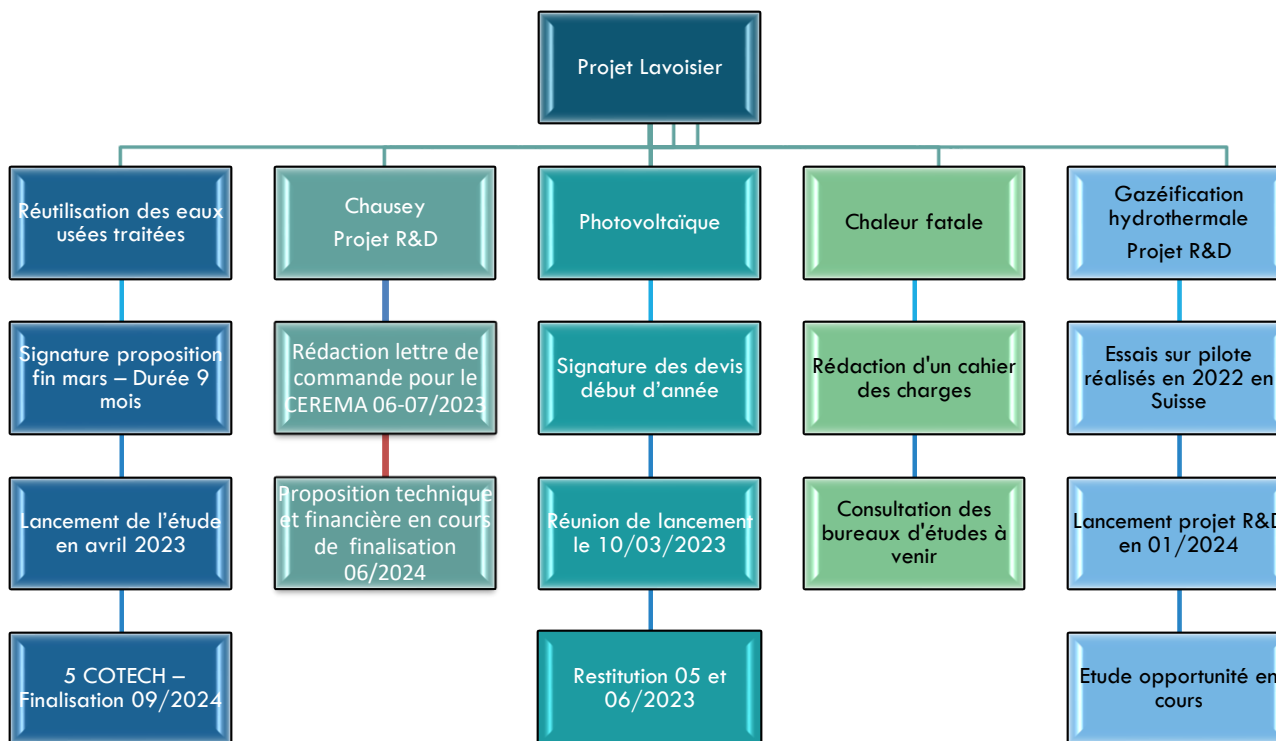 Projet Lavoisier
Réutilisation des eaux
usées traitées
Chausey
Projet R&D
Photovoltaïque
Chaleur fatale
Gazéification
hydrothermale
Projet R&D
Signature proposition
fin mars – Durée 9
mois
Rédaction lettre de
commande pour le
CEREMA 06-07/2023
Signature des devis
début d’année
Rédaction d'un cahier
des charges
Essais sur pilote
réalisés en 2022 en
Suisse
Lancement de l’étude
en avril 2023
Proposition technique
et financière en cours
de finalisation
06/2024
Réunion de lancement
le 10/03/2023
Consultation des
bureaux d'études à
venir
Lancement projet R&D
en 01/2024
5 COTECH –
Finalisation 09/2024
Restitution 05 et
06/2023
Etude opportunité en
cours